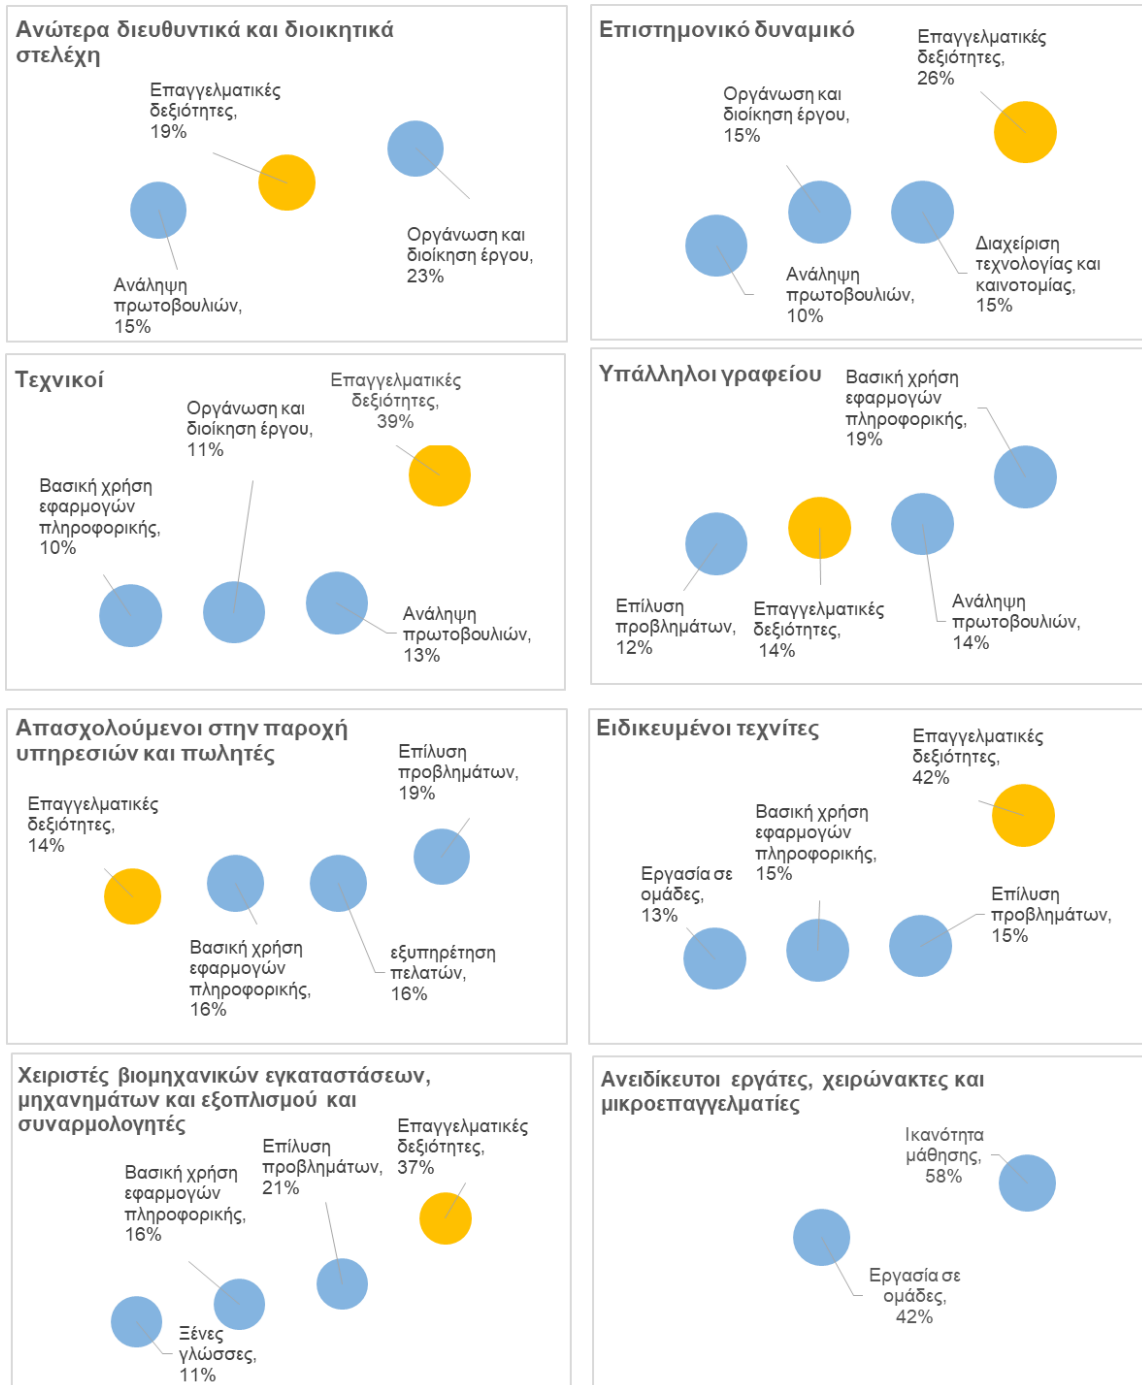 Ανώτερα διευθυντικά και διοικητικά
στελέχη
Επαγγελματικές
δεξιότητες,
19%
Οργάνωση και
διοίκηση έργου,
23%
Ανάληψη
πρωτοβουλιών,
15%
Επιστημονικό δυναμικό
Επαγγελματικές
δεξιότητες,
26%
Οργάνωση και
διοίκηση έργου,
15%
Διαχείριση
τεχνολογίας και
καινοτομίας,
15%
Ανάληψη
πρωτοβουλιών,
10%
Τεχνικοί
Επαγγελματικές
δεξιότητες,
39%
Οργάνωση και
διοίκηση έργου,
11%
Βασική χρήση
εφαρμογών
πληροφορικής,
10%
Ανάληψη
πρωτοβουλιών,
13%
Υπάλληλοι γραφείου
Βασική χρήση
εφαρμογών
πληροφορικής,
19%
Επίλυση
προβλημάτων,
12%
Επαγγελματικές
δεξιότητες,
14%
Ανάληψη
πρωτοβουλιών,
14%
Απασχολούμενοι στην παροχή
υπηρεσιών και πωλητές
Επίλυση
προβλημάτων,
19%
Επαγγελματικές
δεξιότητες,
14%
Βασική χρήση
εφαρμογών
πληροφορικής,
16%
εξυπηρέτηση
πελατών,
16%
Ειδικευμένοι τεχνίτες
Επαγγελματικές
δεξιότητες,
42%
Βασική χρήση
εφαρμογών
πληροφορικής,
15%
Εργασία σε
ομάδες,
13%
Επίλυση
προβλημάτων,
15%
Χειριστές βιομηχανικών εγκαταστάσεων,
μηχανημάτων και εξοπλισμού και
συναρμολογητές
Επαγγελματικές
δεξιότητες,
37%
Επίλυση
προβλημάτων,
21%
Βασική χρήση
εφαρμογών
πληροφορικής,
16%
Ξένες
γλώσσες,
11%
Ανειδίκευτοι εργάτες, χειρώνακτες και
μικροεπαγγελματίες
Ικανότητα
μάθησης,
58%
Εργασία σε
ομάδες,
42%